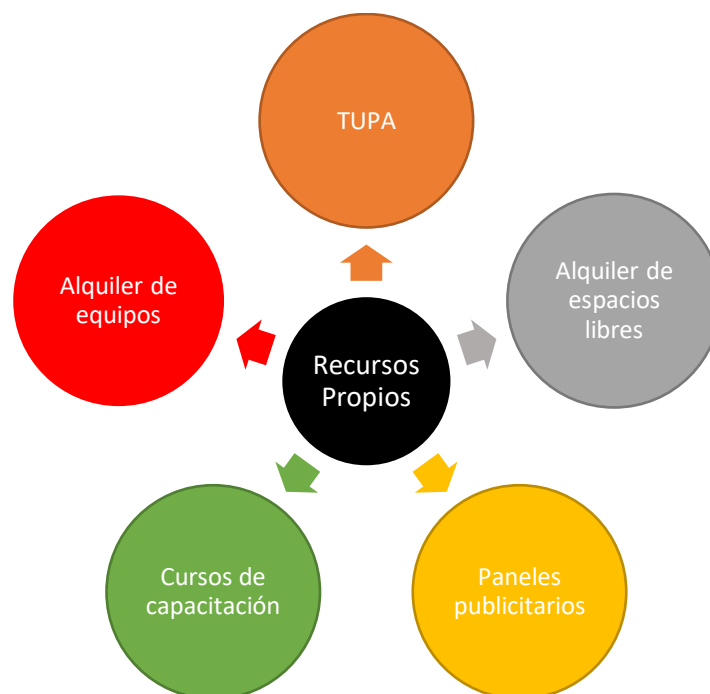 TUPA
Alquiler de
espacios
libres
Alquiler de
equipos
Recursos
Propios
Cursos de
capacitación
Paneles
publicitarios